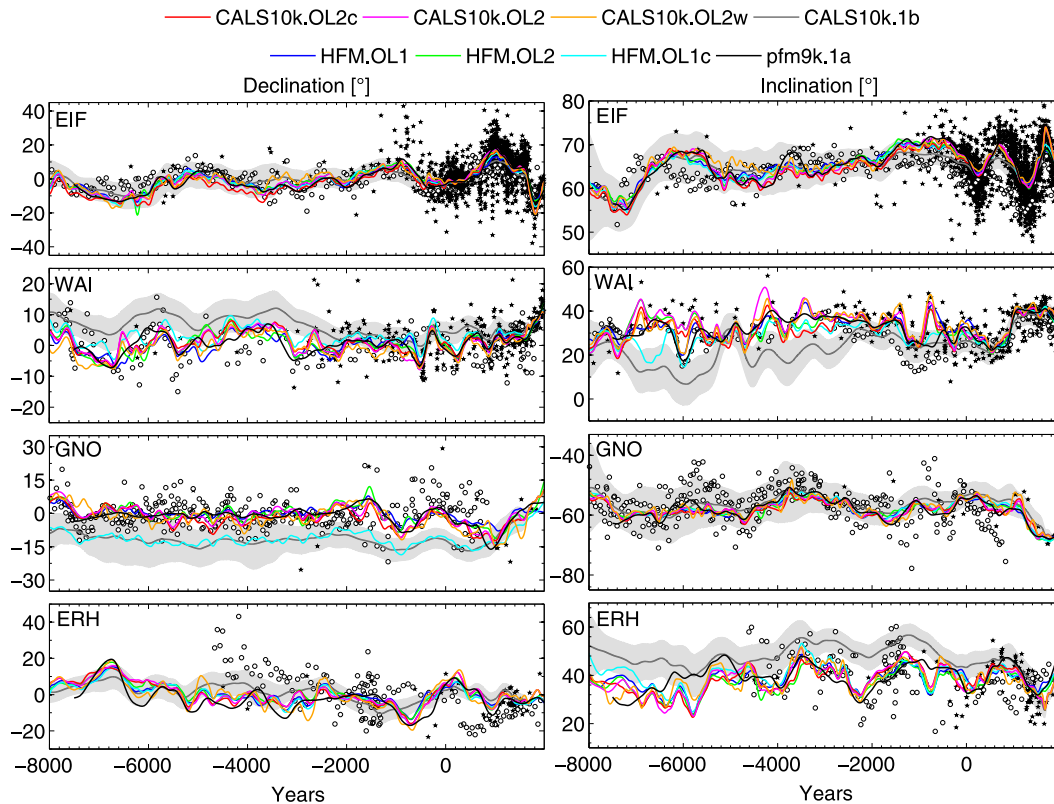 CALS10k.OL2c CALS10k.OL2 CALS10k.OL2w CALS10k.1b
HFM.OL1 HFM.OL2 HFM.OL1c pfm9k.1a
Declination [°] Inclination [°]
EIF
40
20
0
−20
−40
EIF
80
70
60
50
WAI
20
10
0
−10
−20
WAI
60
40
20
0
GNO
30
15
0
−15
−30
GNO
−40
−60
−80
ERH
40
20
0
−20
ERH
60
40
20
−8000 −6000 −4000 −2000 0
−8000 −6000 −4000 −2000 0
Years Years